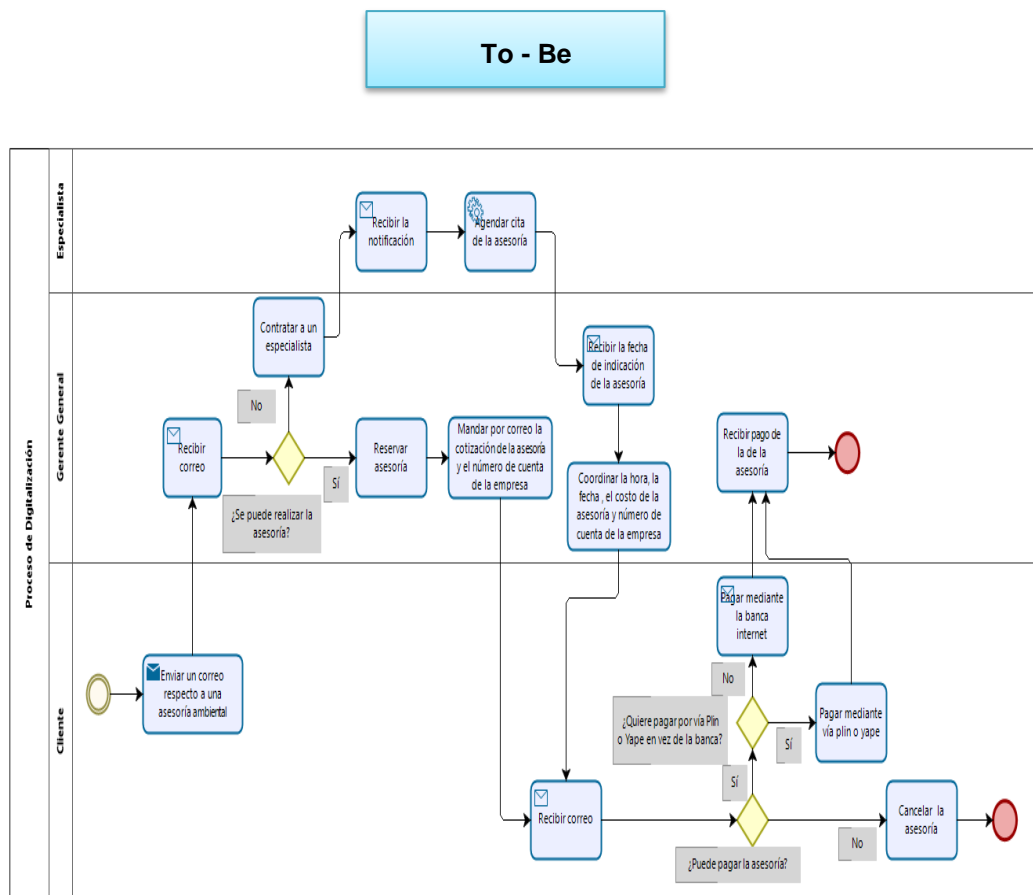 To - Be
Proceso de Digitalización
Especialista
Recibir la
notificación
Agendar cita
de la asesoría
Gerente General
Contratar a un
especialista
Recibir la fecha
de indicación
de la asesoría
No
Recibir
correo
Reservar
asesoría
Mandar por correo la
cotización de la asesoría
y el número de cuenta
de la empresa
Recibir pago de
la de la
asesoría
Sí
¿Se puede realizar la
asesoría?
Coordinar la hora, la
fecha , el costo de la
asesoría y número de
cuenta de la empresa
Cliente
Pagar mediante
la banca
internet
Enviar un correo
respecto a una
asesoría ambiental
No
¿Quiere pagar por vía Plin
o Yape en vez de la banca?
Pagar mediante
vía plin o yape
Sí
Sí
Recibir correo
Cancelar la
asesoría
No
¿Puede pagar la asesoría?